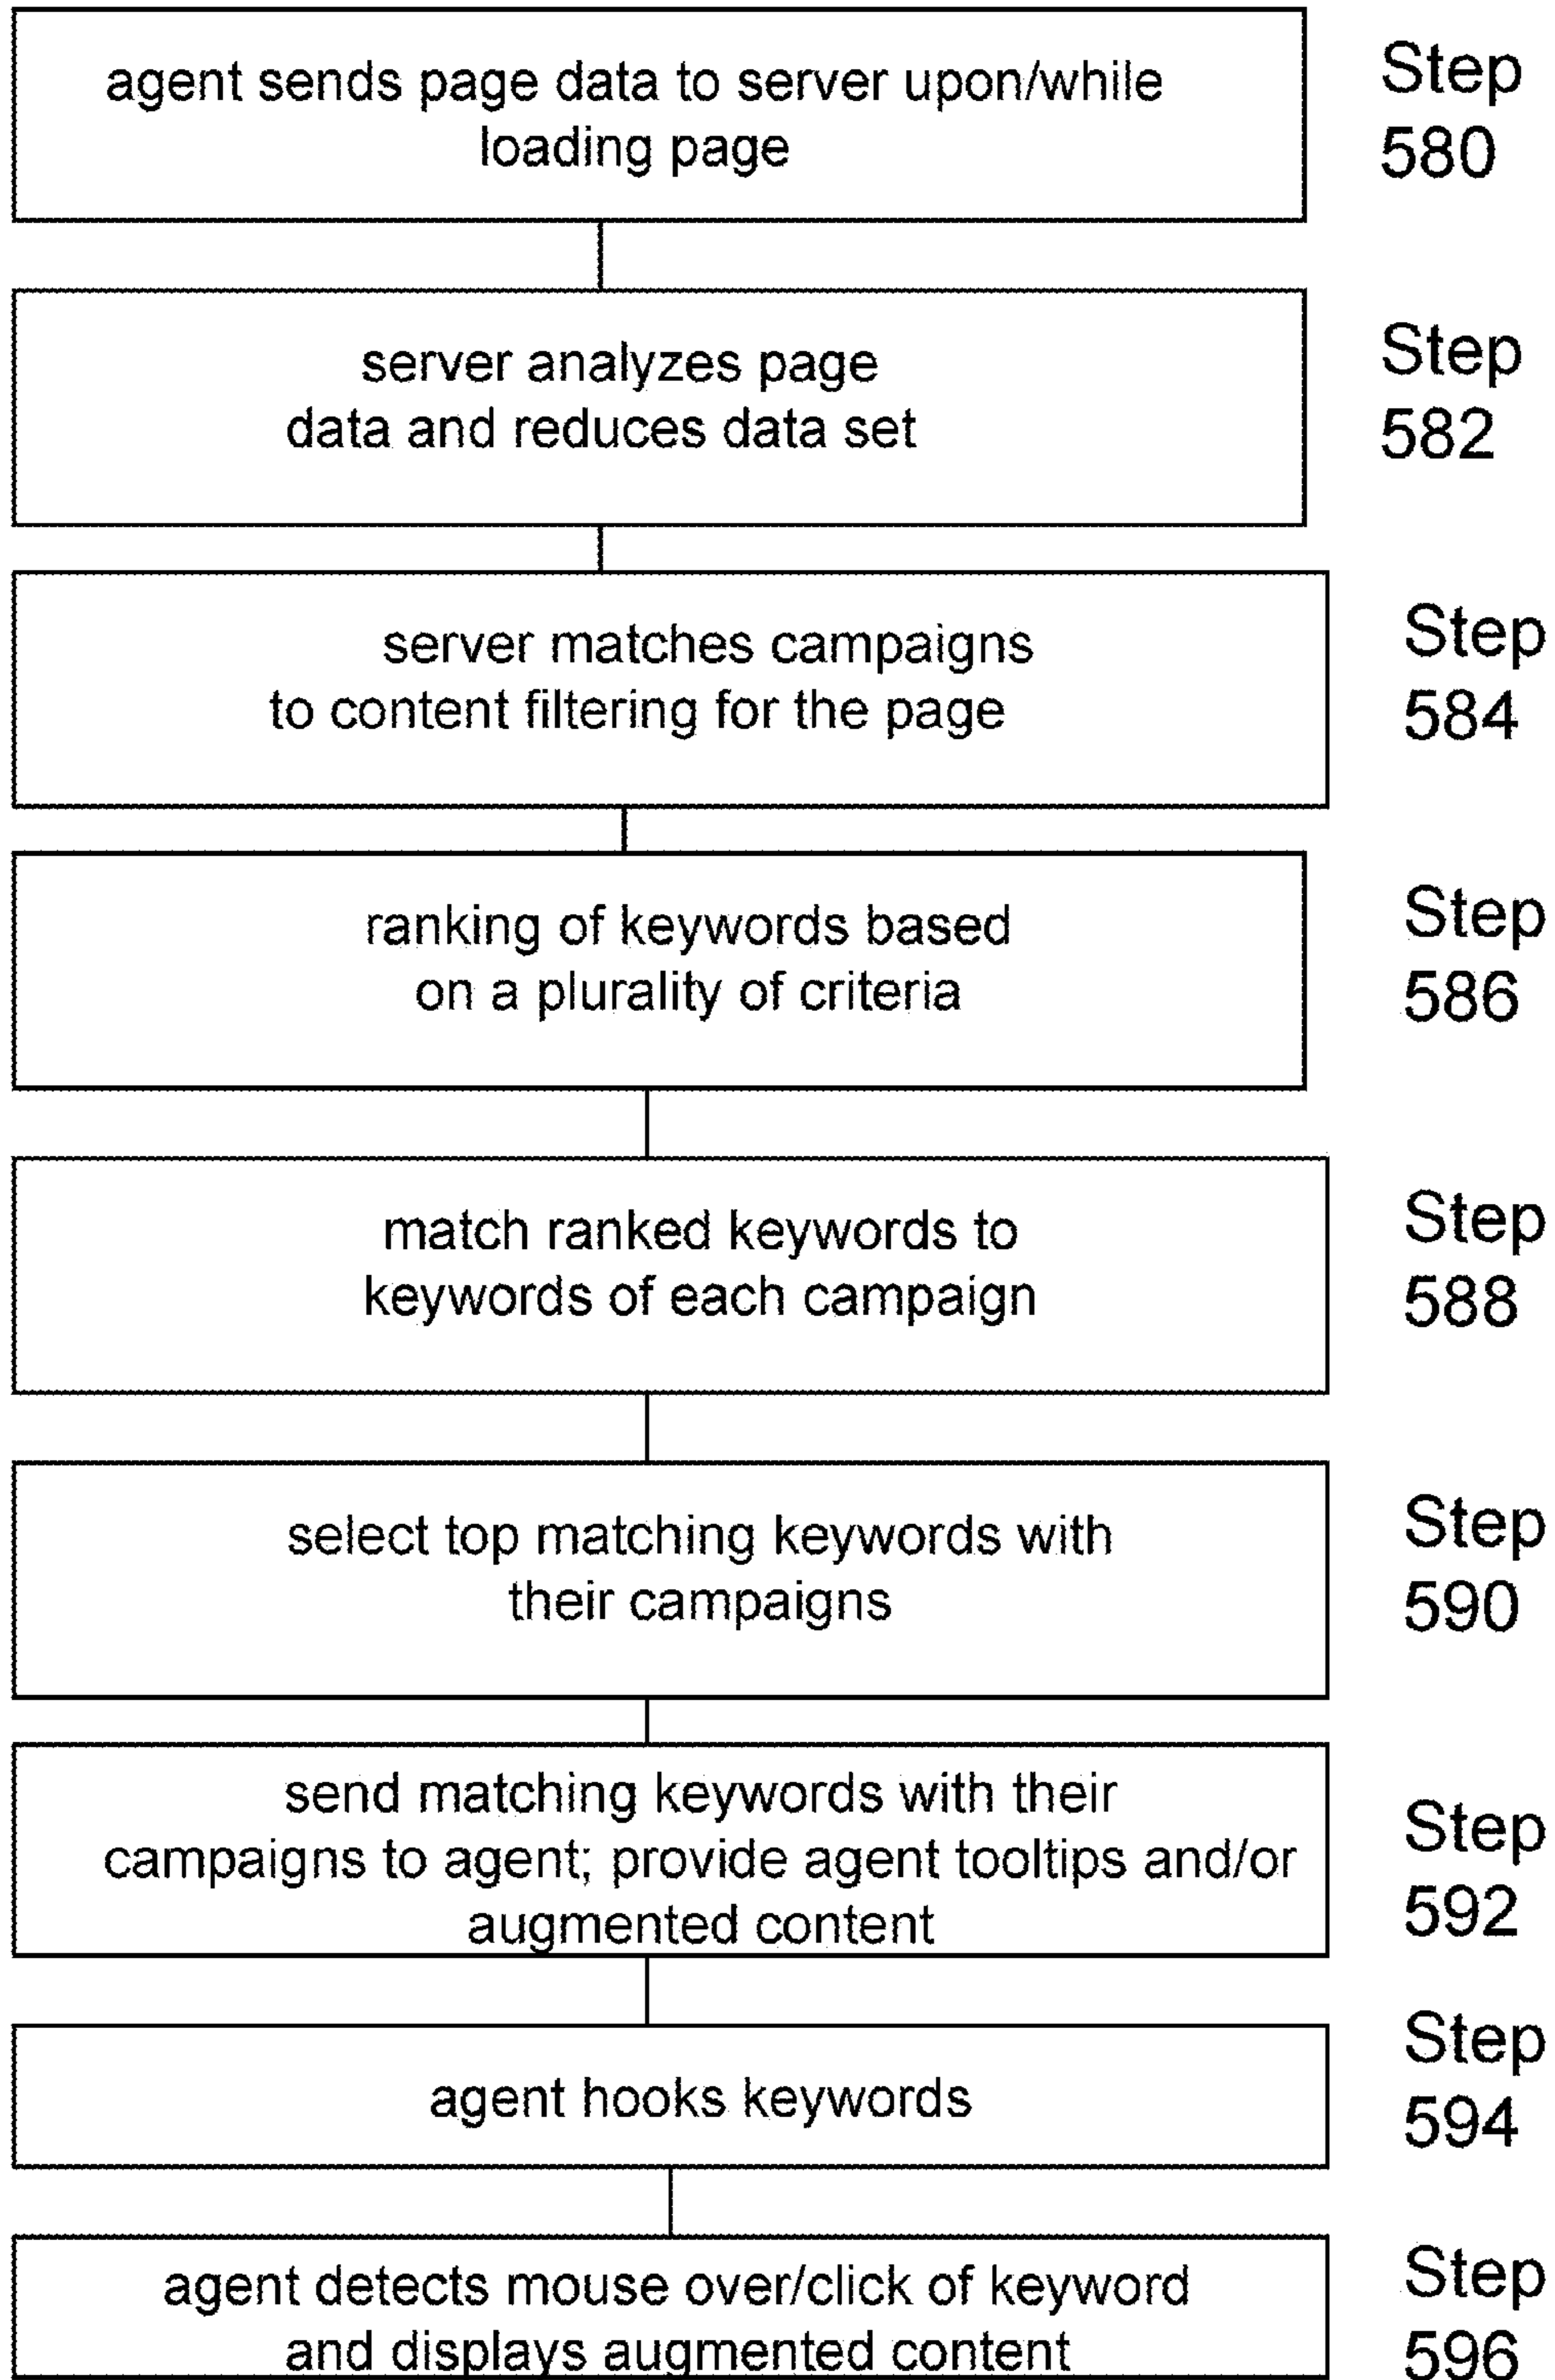 agent sends page data to server upon/while
loading page
Step
580
server analyzes page
data and reduces data set
Step
582
server matches campaigns
to content filtering for the page
Step
584
ranking of keywords based
on a plurality of criteria
Step
586
match ranked keywords to
keywords of each campaign
Step
588
select top matching keywords with
their campaigns
Step
590
send matching keywords with their
campaigns to agent; provide agent tooltips and/or
augmented content
Step
592
agent hooks keywords
Step
594
agent detects mouse over/click of keyword
and displays augmented content
Step
596